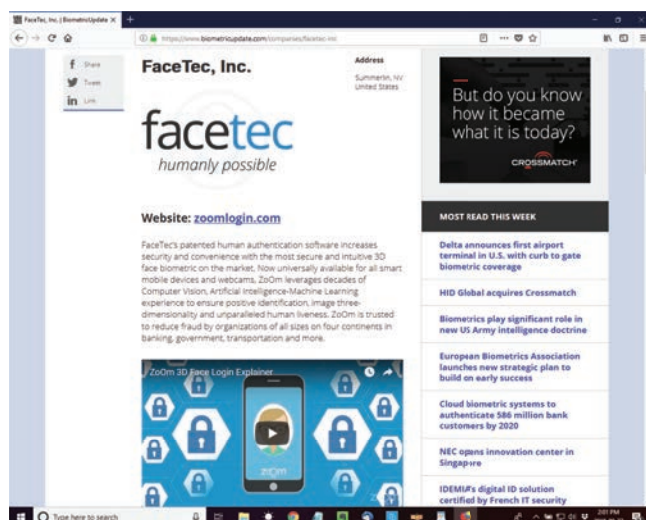 FaceTec, Inc. | BiometricUpdate
https://www.biometricupdate.com/companies/facetec-inc
Share
Tweet
in Link
FaceTec, Inc.
Address
Summerlin, NV
United States
facetec
humanly possible
Website: zoomlogin.com
FaceTec's patented human authentication software increases
security and convenience with the most secure and intuitive 3D
face biometric on the market. Now universally available for all smart
mobile devices and webcams, ZoOm leverages decades of
Computer Vision, Artificial Intelligence-Machine Learning
experience to ensure positive identification, image three-
dimensionality and unparalleled human liveness. ZoOm is trusted
to reduce fraud by organizations of all sizes on four continents in
banking, government, transportation and more.
ZoOm 3D Face Login Explainer
ZoOm
But do you know
how it became
what it is today?
CROSSMATCH
MOST READ THIS WEEK
Delta announces first airport
terminal in U.S. with curb to gate
biometric coverage
HID Global acquires Crossmatch
Biometrics play significant role in
new US Army intelligence doctrine
European Biometrics Association
launches new strategic plan to
build on early success
Cloud biometric systems to
authenticate 586 million bank
customers by 2020
NEC opens innovation center in
Singapore
IDEMIA's digital ID solution
certified by French IT security
Type here to search
2:01 PM